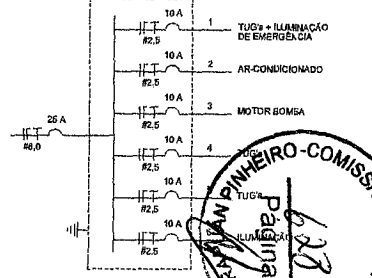 10 A
1
TUG's + ILUMINAÇÃO
DE EMERGÊNCIA
#2,5
10 A
2
AR-CONDICIONADO
#2,5
10 A
3
MOTOR BOMBA
#2,5
25 A
#6,0
10 A
4
TUG's
#2,5
10 A
TUG's
#2,5
10 A
ILUMINAÇÃO
#2,5
PINHEIRO-COMISS
Página
628